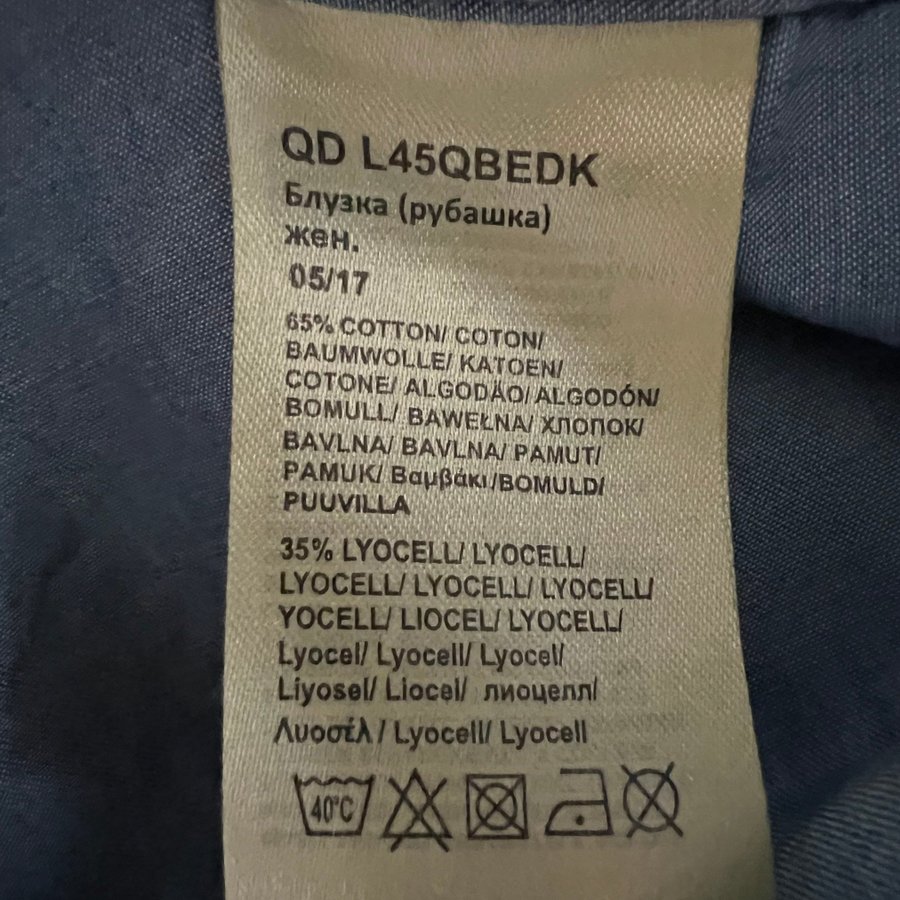 QD L45QBEDK
Блузка (рубашка)
жен.
05/17
65% COTTON/ COTON/
BAUMWOLLE/ KATOEN/
COTONE/ ALGODÃO/ ALGODÓN/
BOMULL/ BAWEŁNA/ ХЛОПОК/
BAVLNA/ BAVLNA/ PAMUT/
PAMUK/ Βαμβάκι/BOMULD/
PUUVILLA
35% LYOCELL/ LYOCELL/
LYOCELL/ LYOCELL/ LYOCELL/
YOCELL/ LIOCEL/ LYOCELL/
Lyocel/ Lyocell/ Lyocel/
Liyosel/ Liocel/ лиоцелл/
Λυοσέλ / Lyocell/ Lyocell
40°C